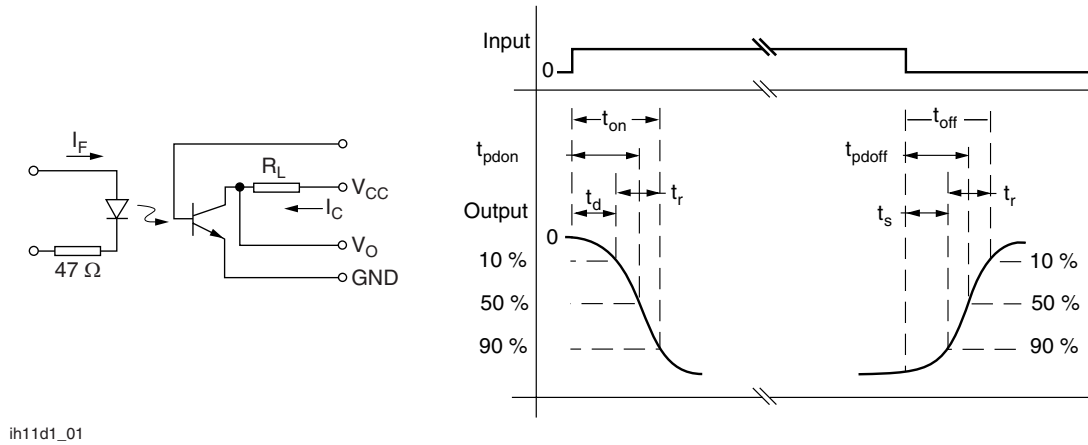 I_F
R_L
V_CC
I_C
V_O
GND
47 Ω
Input
0
t_on
t_off
t_pdon
t_pdoff
t_d
t_r
t_s
t_r
Output
0
10 %
50 %
90 %
10 %
50 %
90 %
ih11d1_01